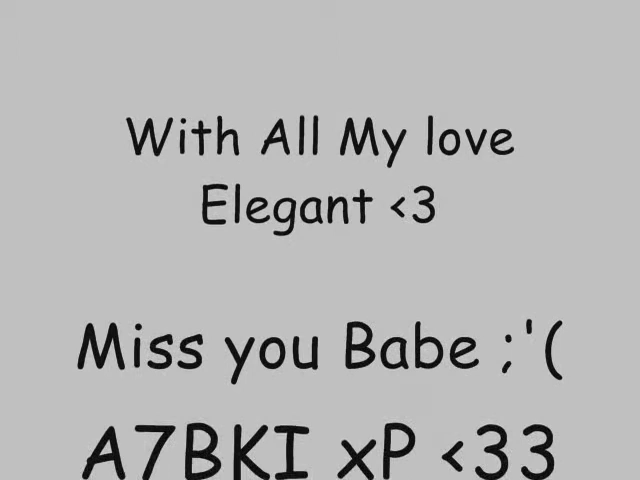 With All My love
Elegant <3
Miss you Babe ;'(
A7BKI xP <33